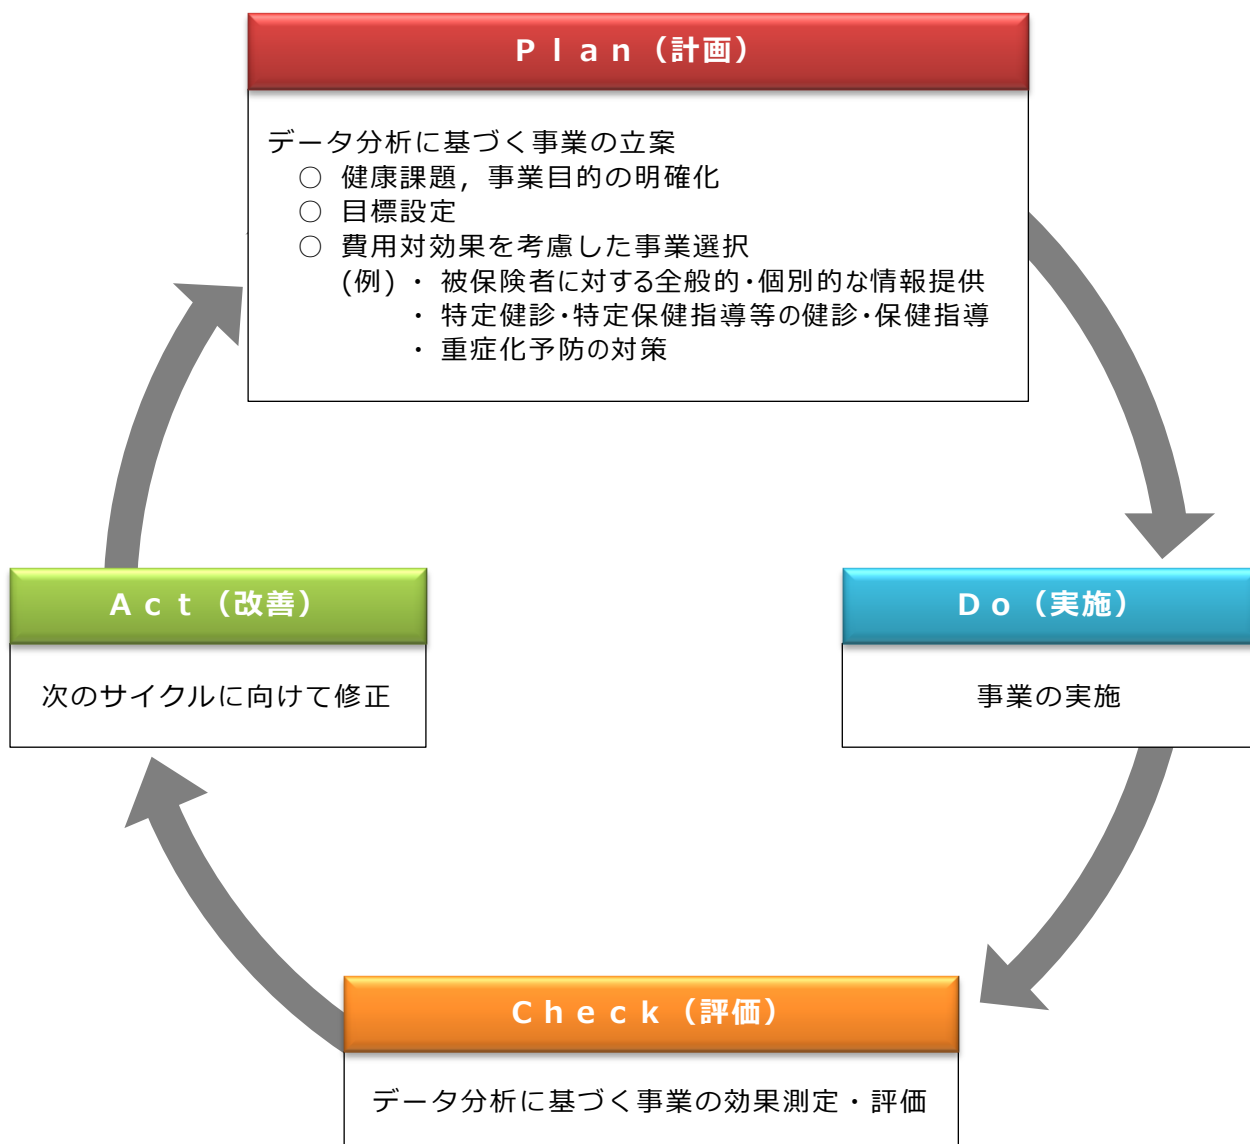 Plan（計画）
データ分析に基づく事業の立案
○ 健康課題，事業目的の明確化
○ 目標設定
○ 費用対効果を考慮した事業選択
(例)・ 被保険者に対する全般的・個別的な情報提供
・ 特定健診・特定保健指導等の健診・保健指導
・ 重症化予防の対策
Act（改善）
次のサイクルに向けて修正
Do（実施）
事業の実施
Check（評価）
データ分析に基づく事業の効果測定・評価